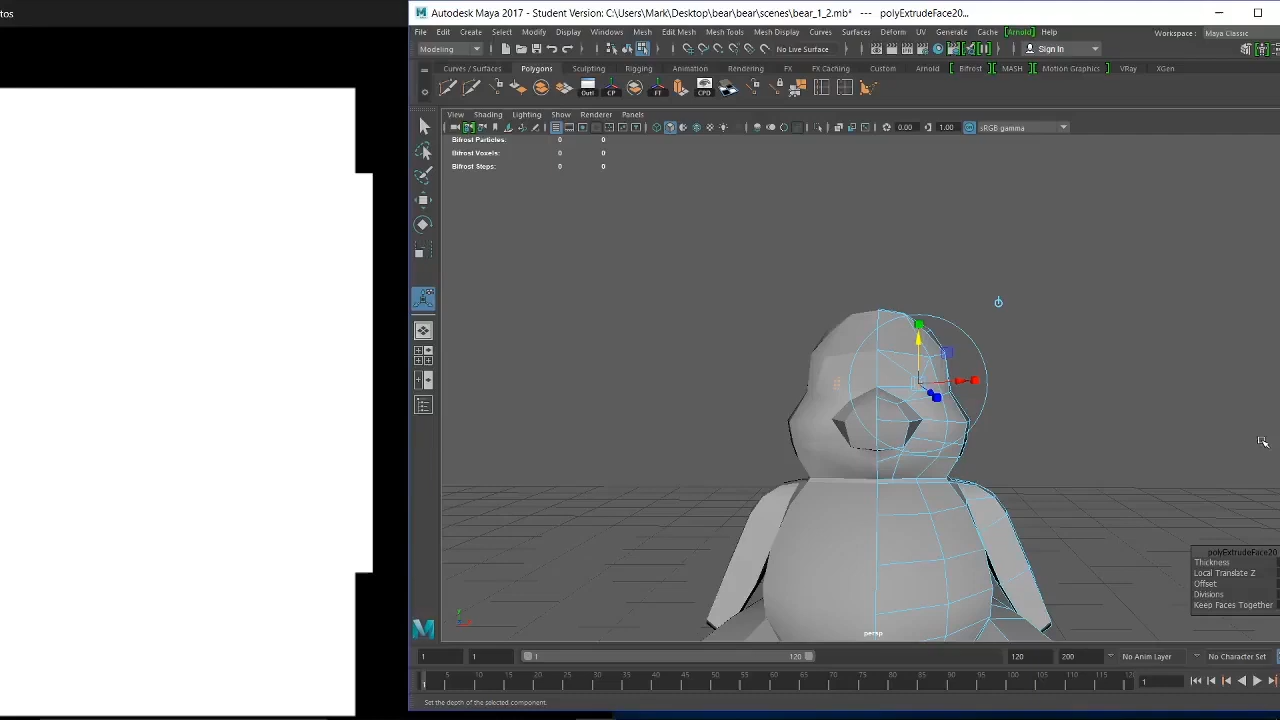 tos
Autodesk Maya 2017 - Student Version: C:\Users\Mark\Desktop\bear\bear\scenes\bear_1_2.mb* --- polyExtrudeFace20...
File Edit Create Select Modify Display Windows Mesh Edit Mesh Mesh Tools Mesh Display Curves Surfaces Deform UV Generate Cache [Arnold] Help Workspace: Maya Classic
Modeling No Live Surface Sign In
Curves / Surfaces Polygons Sculpting Rigging Animation Rendering FX FX Caching Custom Arnold Bifrost MASH Motion Graphics VRay XGen
Outl CP FT CPD
View Shading Lighting Show Renderer Panels
0.00 1.00 sRGB gamma
Bifrost Particles: 0 0
Bifrost Voxels: 0 0
Bifrost Steps: 0 0
polyExtrudeFace20
Thickness
Local Translate Z
Offset
Divisions
Keep Faces Together
persp
1 1 1 120 120 200 No Anim Layer No Character Set
1 5 10 15 20 25 30 35 40 45 50 55 60 65 70 75 80 85 90 95 100 105 110 115 12 1
Set the depth of the selected component.